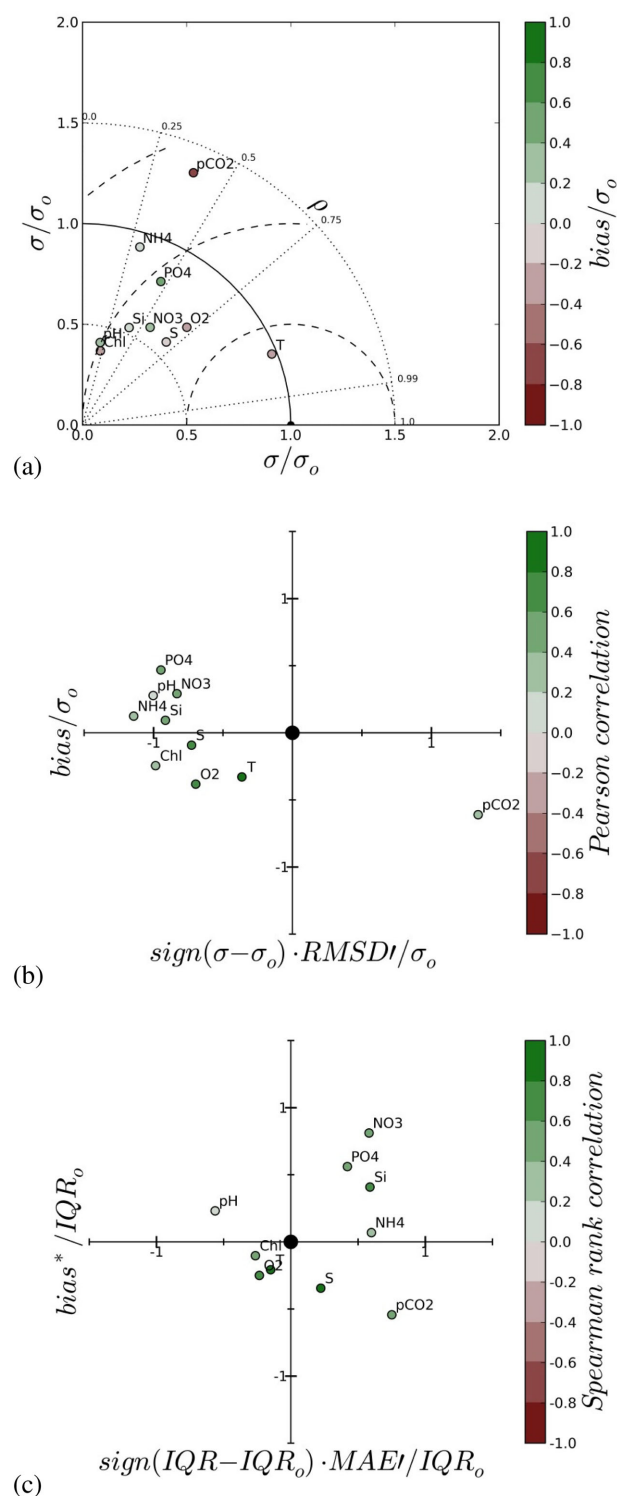 2.0
1.5
1.0
0.5
0.0
0.0
0.5
1.0
1.5
2.0
σ/σₒ
σ/σₒ
0.0
0.25
0.5
ρ
0.75
0.99
1.0
pCO2
NH4
PO4
Si NO3 O2
pH S
Chl
T
1.0
0.8
0.6
0.4
0.2
0.0
−0.2
−0.4
−0.6
−0.8
−1.0
bias/σₒ
(a)
1
-1
-1
1
PO4
pH NO3
NH4 Si
S
Chl
O2 T
pCO2
bias/σₒ
sign(σ−σₒ)·RMSD′/σₒ
1.0
0.8
0.6
0.4
0.2
0.0
−0.2
−0.4
−0.6
−0.8
−1.0
Pearson correlation
(b)
1
-1
-1
1
NO3
PO4
Si
pH
NH4
Chl
T
O2
S
pCO2
bias*/IQRₒ
sign(IQR−IQRₒ)·MAE′/IQRₒ
1.0
0.8
0.6
0.4
0.2
0.0
-0.2
-0.4
-0.6
-0.8
-1.0
Spearman rank correlation
(c)